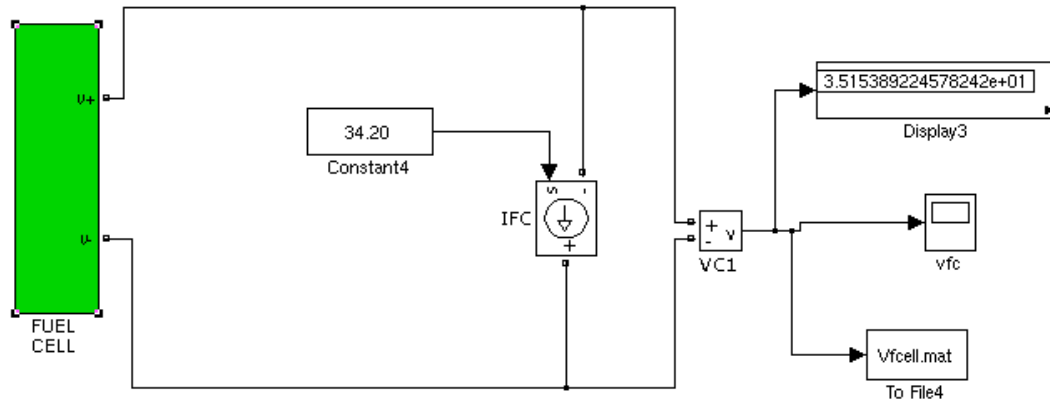 v+
v-
FUEL
CELL
34.20
Constant4
s
-
IFC
+
+
-
v
VC1
3.515389224578242e+01
Display3
vfc
Vfcell.mat
To File4